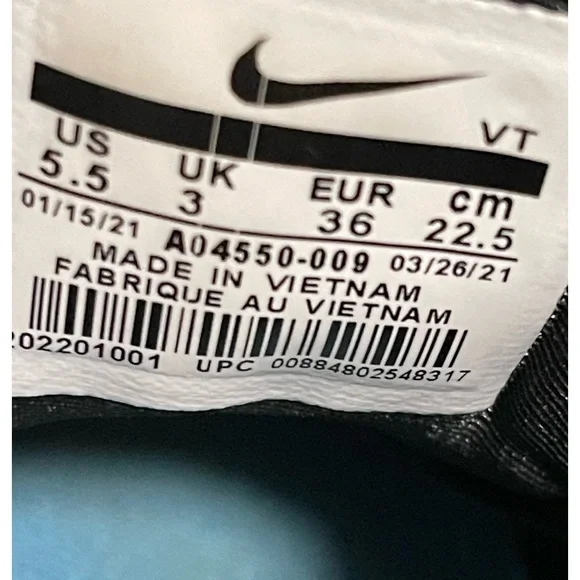 VT
US UK EUR cm
5.5 3 36 22.5
01/15/21 A04550-009 03/26/21
MADE IN VIETNAM
FABRIQUE AU VIETNAM
02201001 UPC 00884802548317